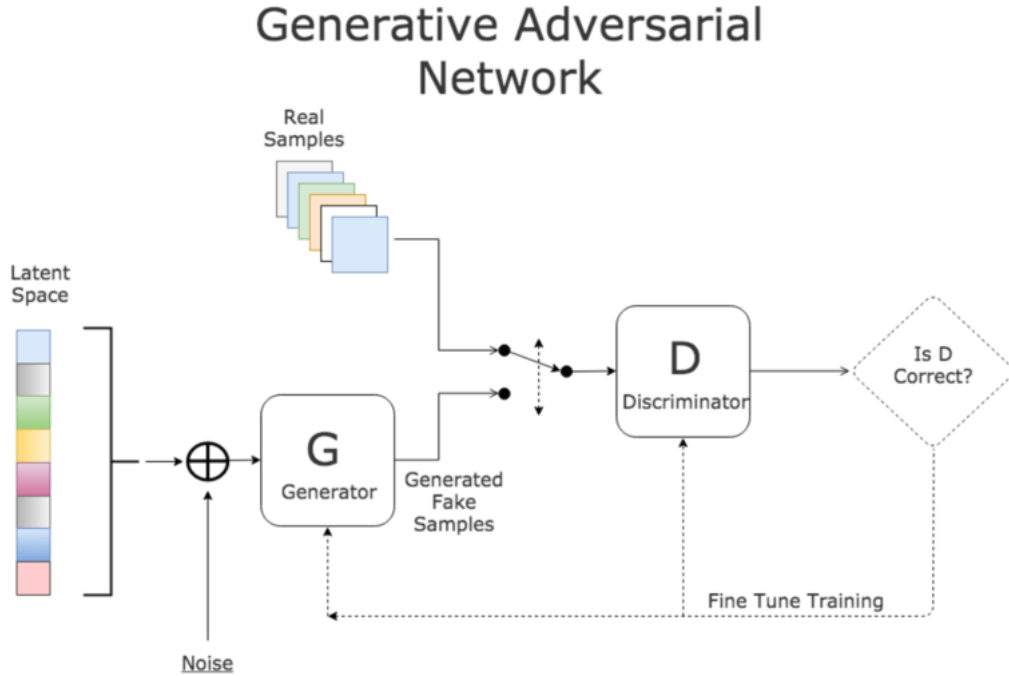 Generative Adversarial
Network
Real
Samples
Latent
Space
Is D
Correct?
D
Discriminator
G
Generator
Generated
Fake
Samples
Fine Tune Training
Noise